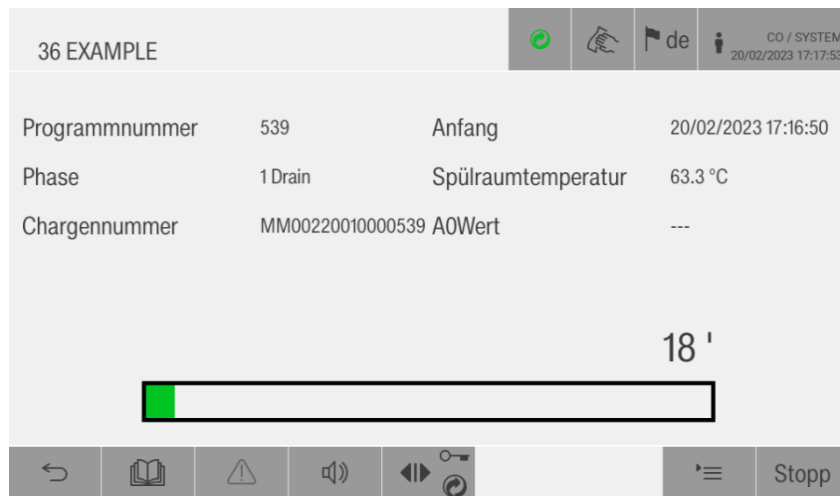 36 EXAMPLE
de
CO / SYSTEM
20/02/2023 17:17:53
Programmnummer 539 Anfang 20/02/2023 17:16:50
Phase 1 Drain Spülraumtemperatur 63.3 °C
Chargennummer MM00220010000539 A0Wert ---
18 '
Stopp